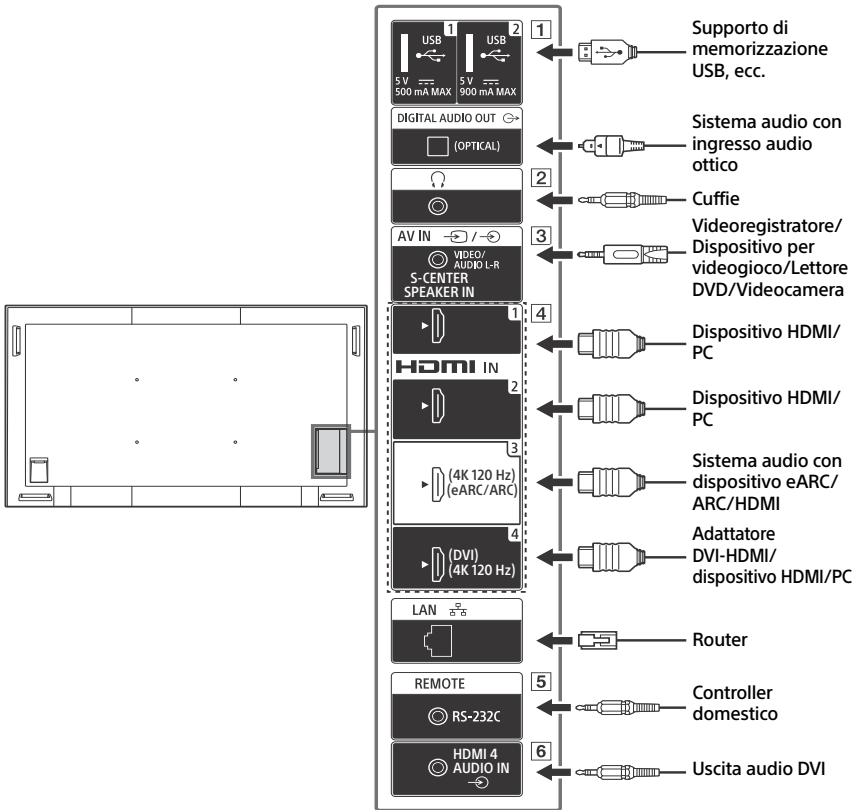 1
USB
5 V
500 mA MAX
2
USB
5 V
900 mA MAX
1
Supporto di
memorizzazione
USB, ecc.
DIGITAL AUDIO OUT
(OPTICAL)
Sistema audio con
ingresso audio
ottico
2
Cuffie
AV IN
/
VIDEO/
AUDIO L-R
S-CENTER
SPEAKER IN
3
Videoregistratore/
Dispositivo per
videogioco/Lettore
DVD/Videocamera
1
4
Dispositivo HDMI/
PC
HDMI IN
2
Dispositivo HDMI/
PC
3
(4K 120 Hz)
(eARC/ARC)
Sistema audio con
dispositivo eARC/
ARC/HDMI
4
(DVI)
(4K 120 Hz)
Adattatore
DVI-HDMI/
dispositivo HDMI/PC
LAN
Router
REMOTE
RS-232C
5
Controller
domestico
HDMI 4
AUDIO IN
6
Uscita audio DVI